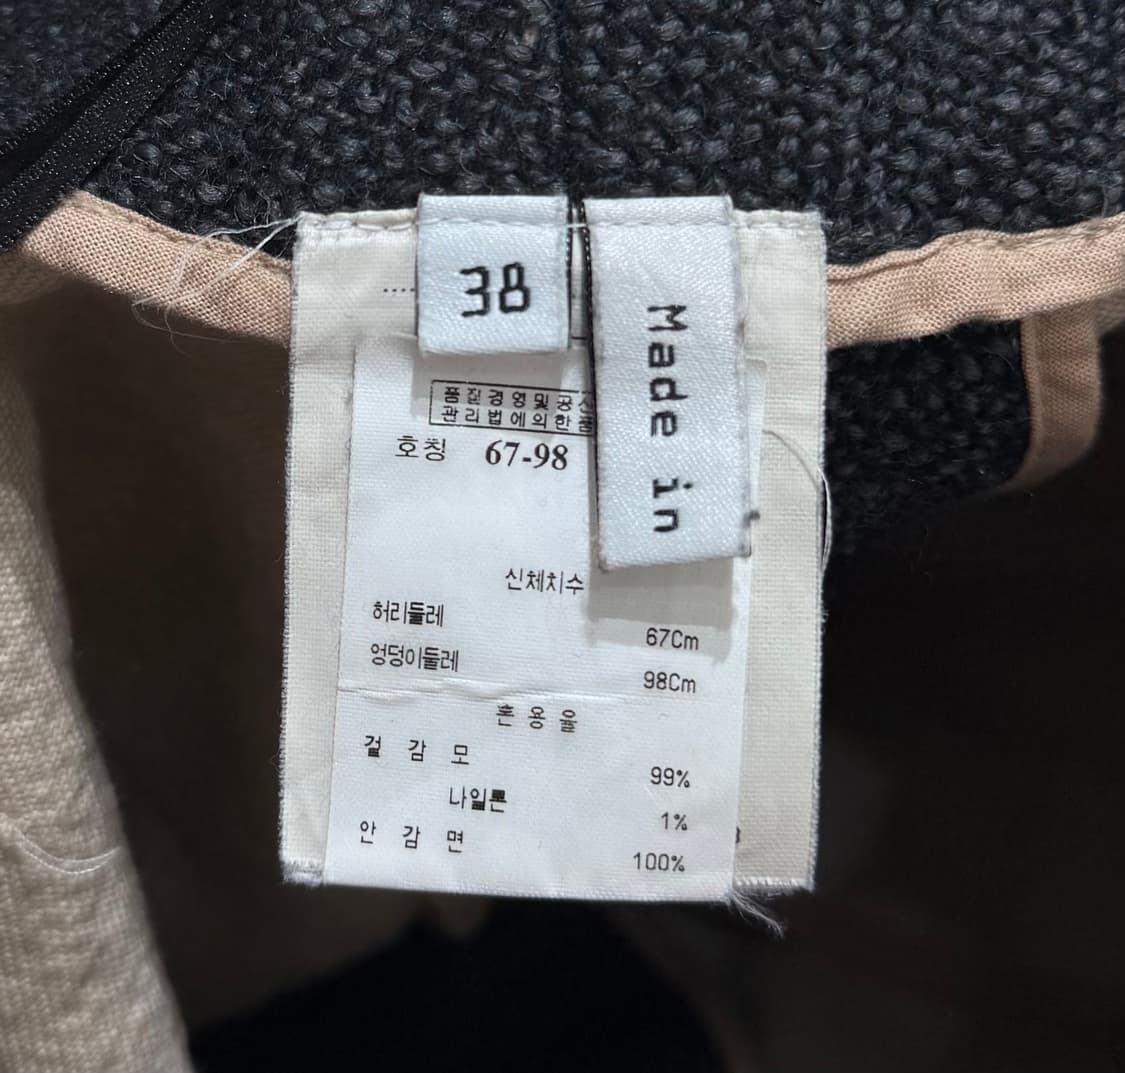 38
Made in
품질경영및공
관리법에의한품
호칭 67-98
신체치수
허리둘레 67Cm
엉덩이둘레 98Cm
혼용율
겉감모 99%
나일론 1%
안감면 100%